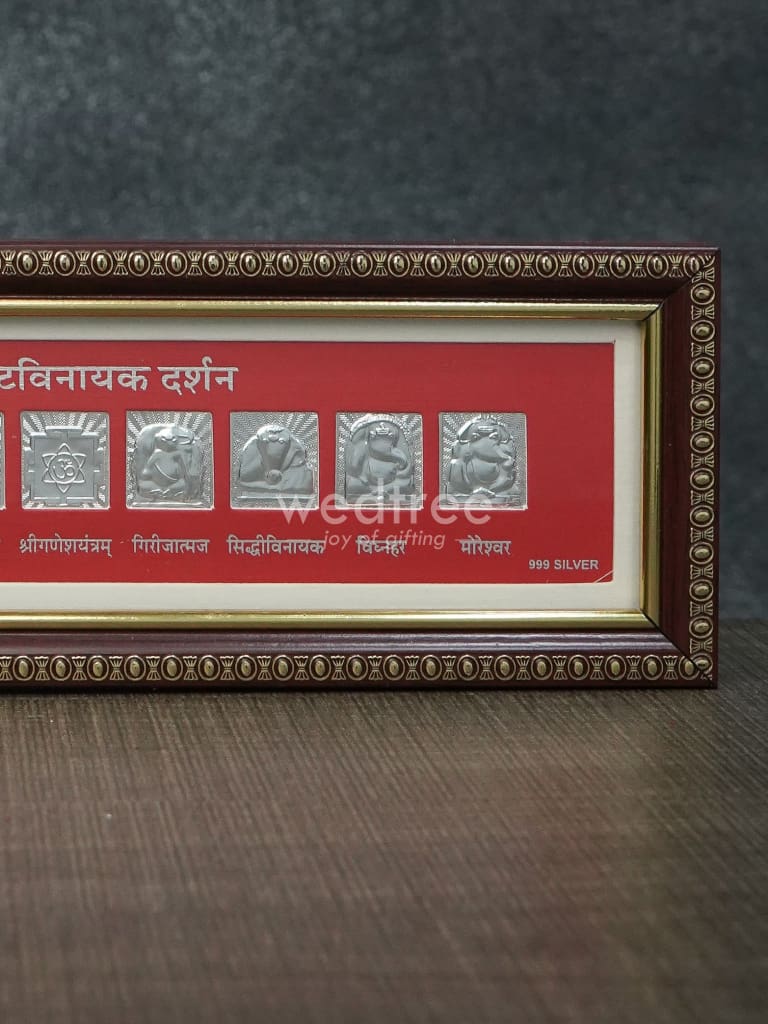 टविनायक दर्शन
श्रीगणेशयंत्रम् गिरीजात्मज सिद्धीविनायक विघ्नहर मोरेश्वर
999 SILVER
wedtree
joy of gifting